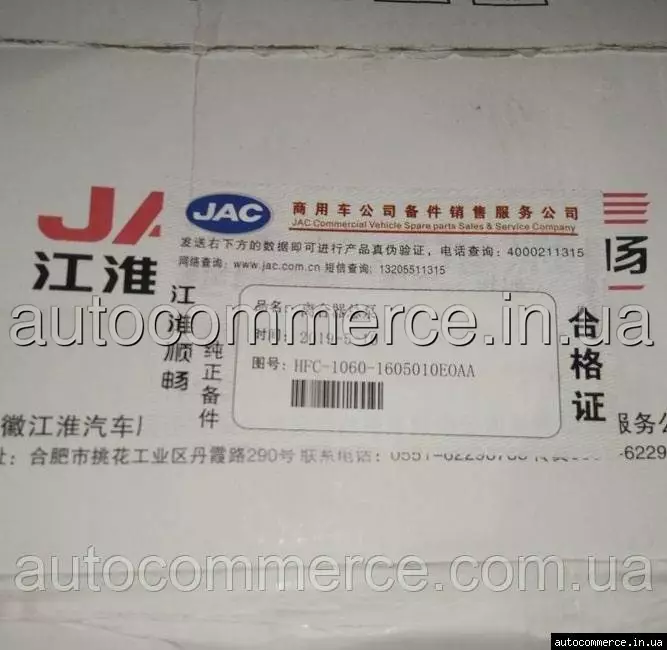 JA
江淮
畅
JAC
商用车公司备件销售服务公司
JAC Commercial Vehicle Spare parts Sales & Service Company
发送右下方的数据即可进行产品真伪验证，电话查询：4000211315
网络查询：www.jac.com.cn 短信查询：13205511315
江淮顺畅
纯正备件
品名：
时间：
图号：HFC-1060-1605010E0AA
合格证
autocommerce.in.ua
徽江淮汽车厂
服务公
址：合肥市桃花工业区丹霞路290号 联系电话：
-6229
autocommerce.com.ua
autocommerce.in.ua